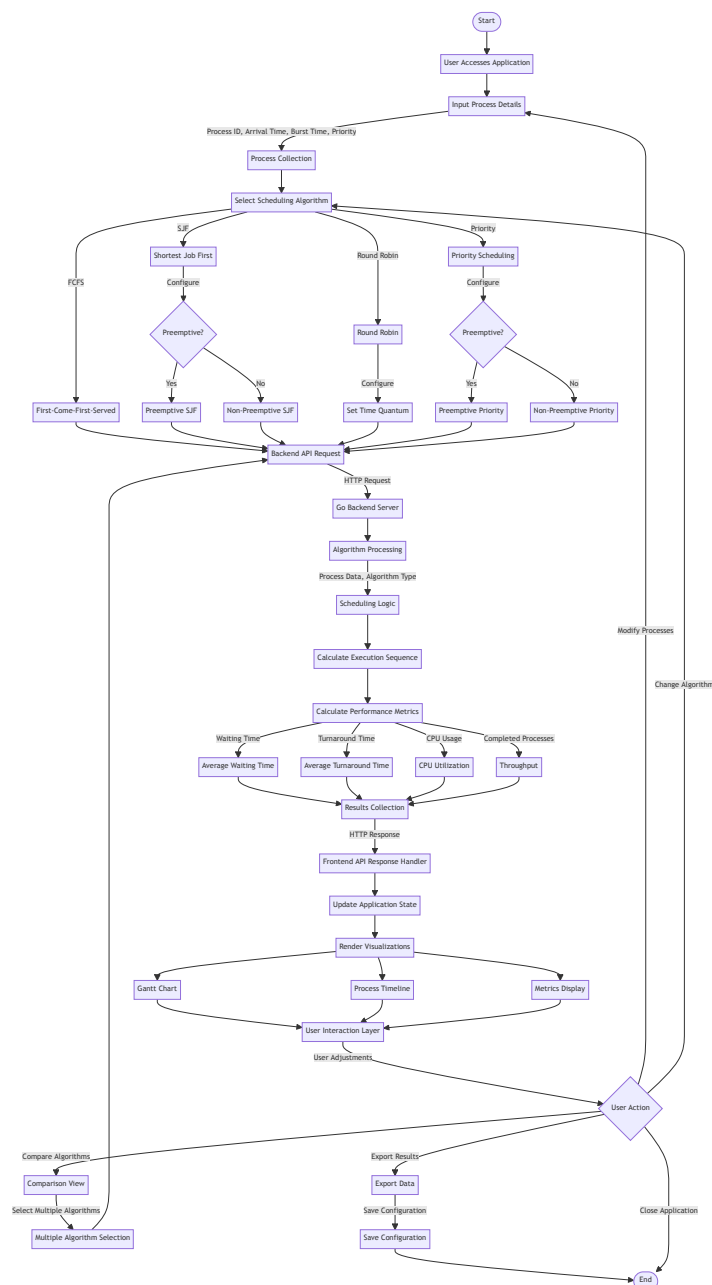 Start
User Accesses Application
Input Process Details
Process ID, Arrival Time, Burst Time, Priority
Process Collection
Select Scheduling Algorithm
SJF
Priority
Shortest Job First
Round Robin
Priority Scheduling
FCFS
Configure
Configure
Preemptive?
Round Robin
Preemptive?
Yes
No
Configure
Yes
No
First-Come-First-Served
Preemptive SJF
Non-Preemptive SJF
Set Time Quantum
Preemptive Priority
Non-Preemptive Priority
Backend API Request
HTTP Request
Go Backend Server
Algorithm Processing
Process Data, Algorithm Type
Scheduling Logic
Modify Processes
Calculate Execution Sequence
Change Algorithm
Calculate Performance Metrics
Waiting Time
Turnaround Time
CPU Usage
Completed Processes
Average Waiting Time
Average Turnaround Time
CPU Utilization
Throughput
Results Collection
HTTP Response
Frontend API Response Handler
Update Application State
Render Visualizations
Gantt Chart
Process Timeline
Metrics Display
User Interaction Layer
User Adjustments
User Action
Compare Algorithms
Export Results
Comparison View
Export Data
Select Multiple Algorithms
Save Configuration
Close Application
Multiple Algorithm Selection
Save Configuration
End